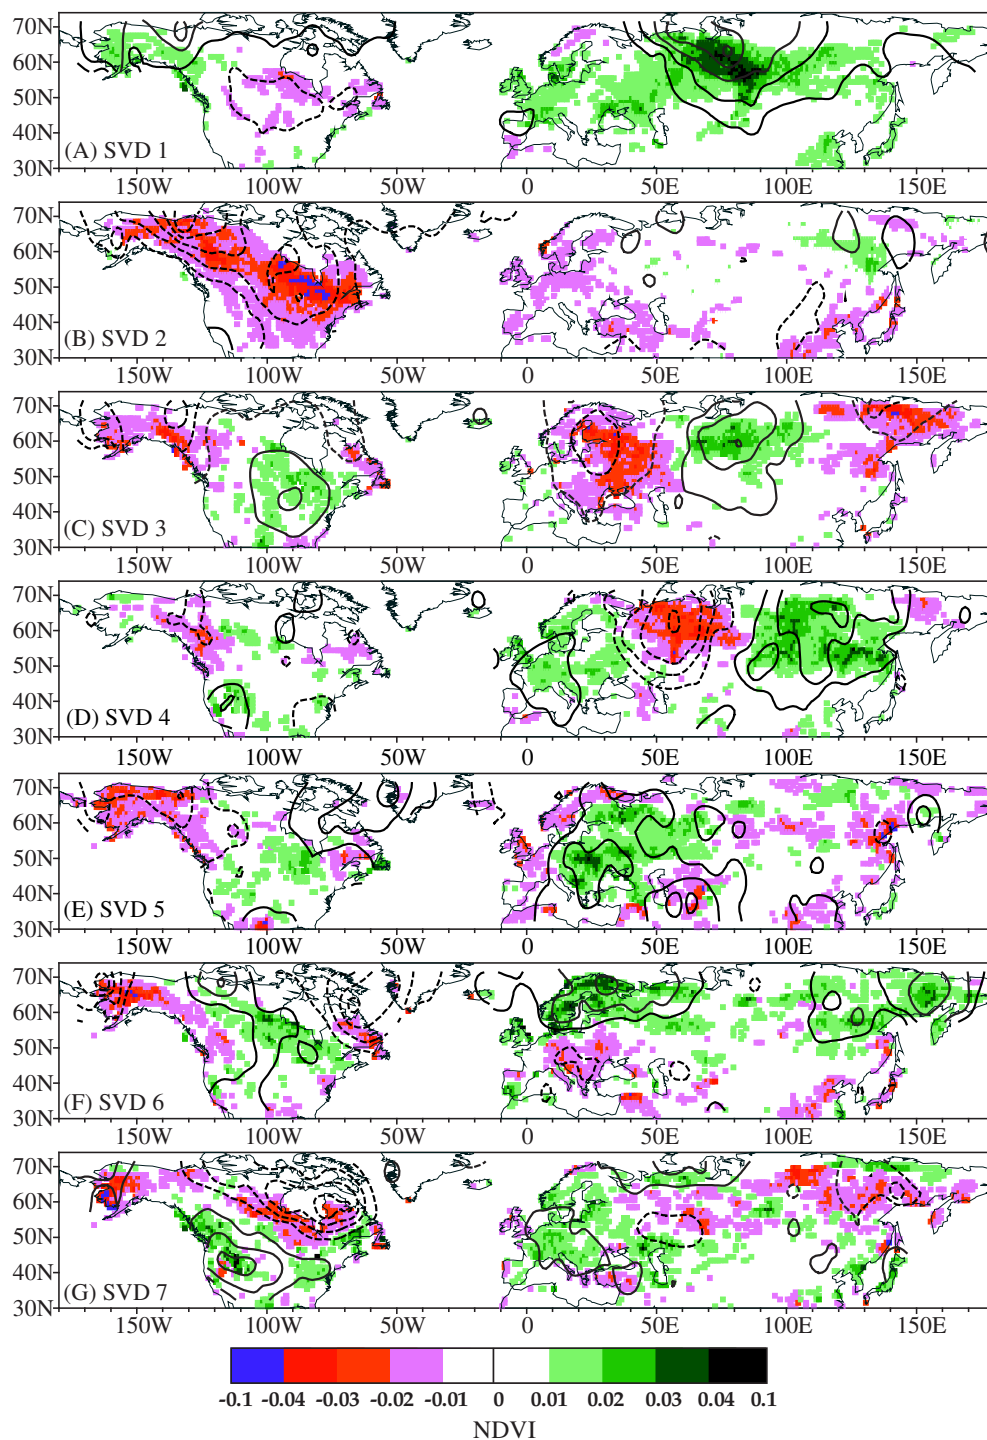 70N
60N
50N
40N
30N
(A) SVD 1
150W 100W 50W 0 50E 100E 150E
70N
60N
50N
40N
30N
(B) SVD 2
150W 100W 50W 0 50E 100E 150E
70N
60N
50N
40N
30N
(C) SVD 3
150W 100W 50W 0 50E 100E 150E
70N
60N
50N
40N
30N
(D) SVD 4
150W 100W 50W 0 50E 100E 150E
70N
60N
50N
40N
30N
(E) SVD 5
150W 100W 50W 0 50E 100E 150E
70N
60N
50N
40N
30N
(F) SVD 6
150W 100W 50W 0 50E 100E 150E
70N
60N
50N
40N
30N
(G) SVD 7
150W 100W 50W 0 50E 100E 150E
-0.1 -0.04 -0.03 -0.02 -0.01 0 0.01 0.02 0.03 0.04 0.1
NDVI